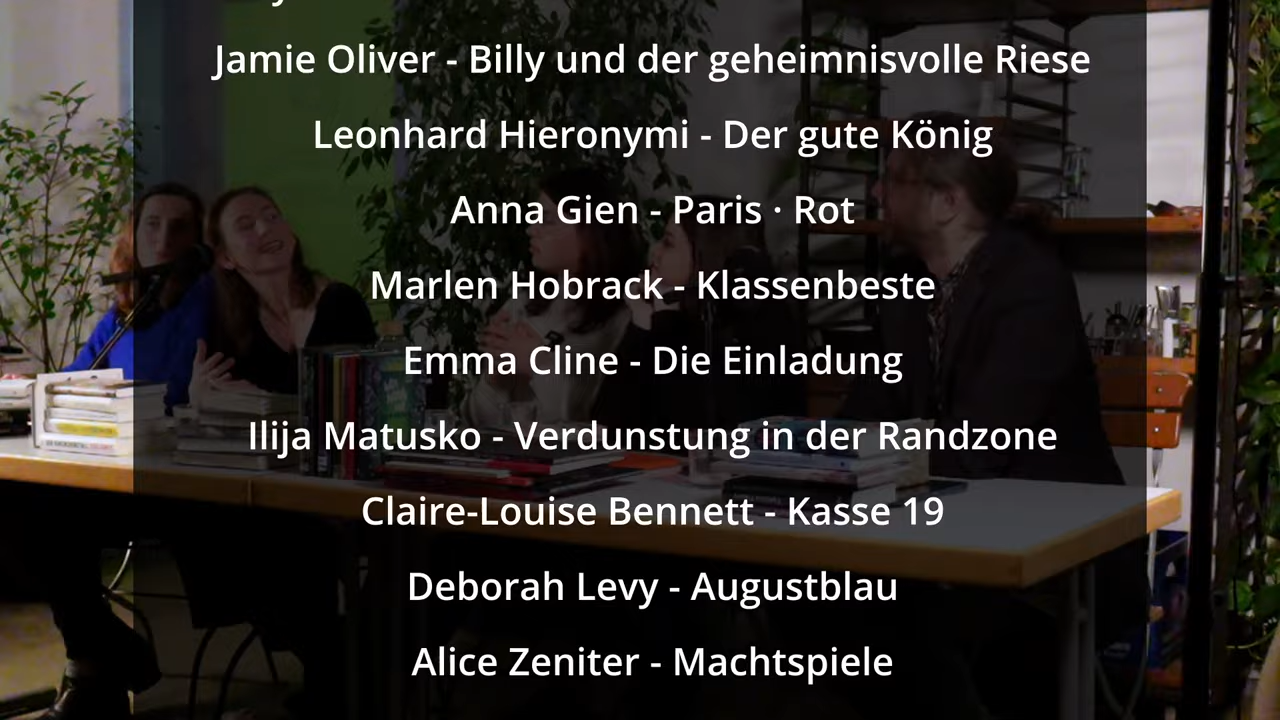 Jamie Oliver - Billy und der geheimnisvolle Riese
Leonhard Hieronymi - Der gute König
Anna Gien - Paris · Rot
Marlen Hobrack - Klassenbeste
Emma Cline - Die Einladung
Ilija Matusko - Verdunstung in der Randzone
Claire-Louise Bennett - Kasse 19
Deborah Levy - Augustblau
Alice Zeniter - Machtspiele